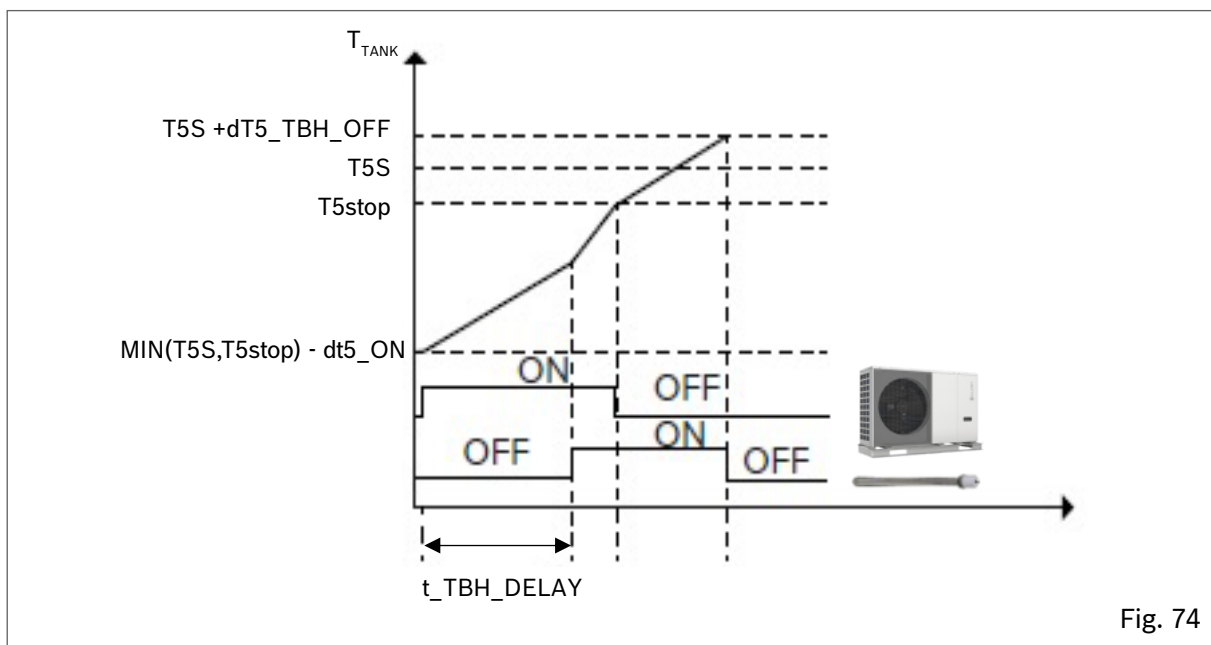 T_TANK
T5S +dT5_TBH_OFF
T5S
T5stop
MIN(T5S,T5stop) - dt5_ON
ON
OFF
OFF
ON
OFF
t_TBH_DELAY
Fig. 74